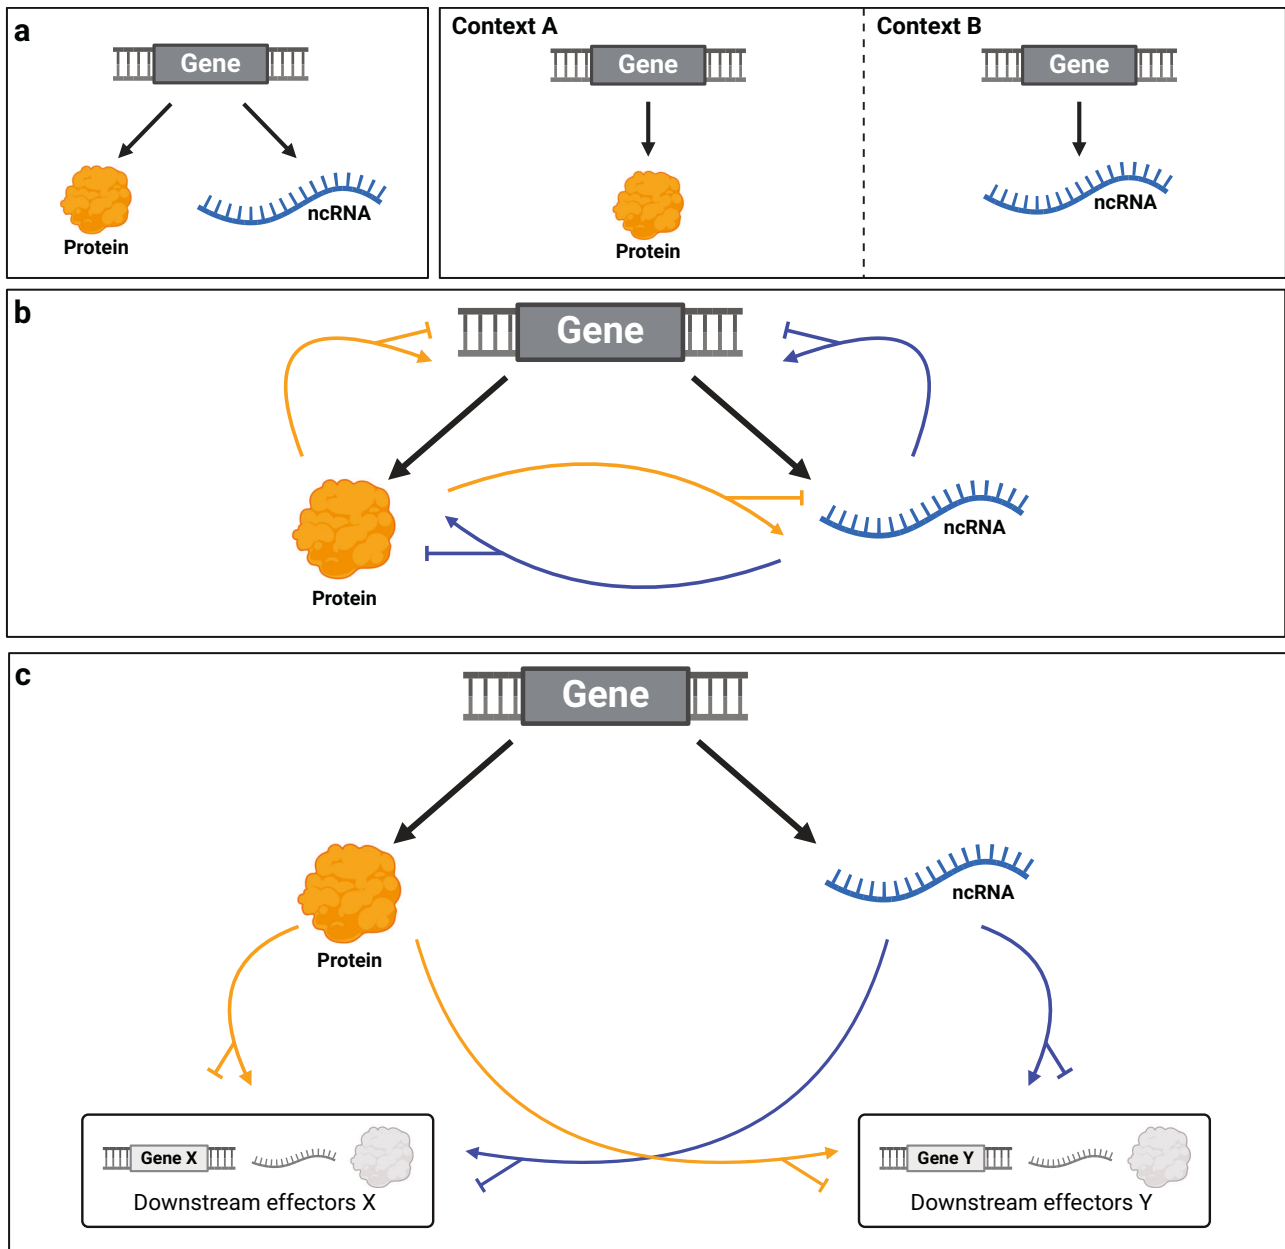 a
Gene
Protein
ncRNA
Context A
Gene
Protein
Context B
Gene
ncRNA
b
Gene
Protein
ncRNA
c
Gene
Protein
ncRNA
Gene X
Downstream effectors X
Gene Y
Downstream effectors Y